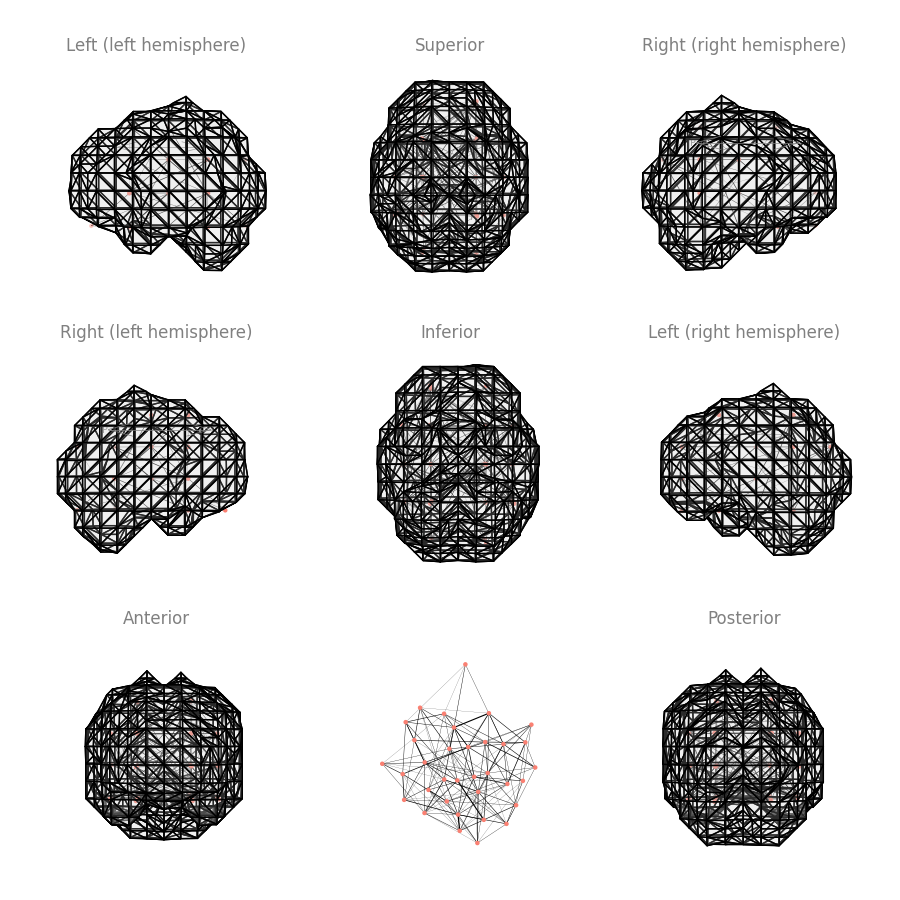 Left (left hemisphere)
Superior
Right (right hemisphere)
Right (left hemisphere)
Inferior
Left (right hemisphere)
Anterior
Posterior